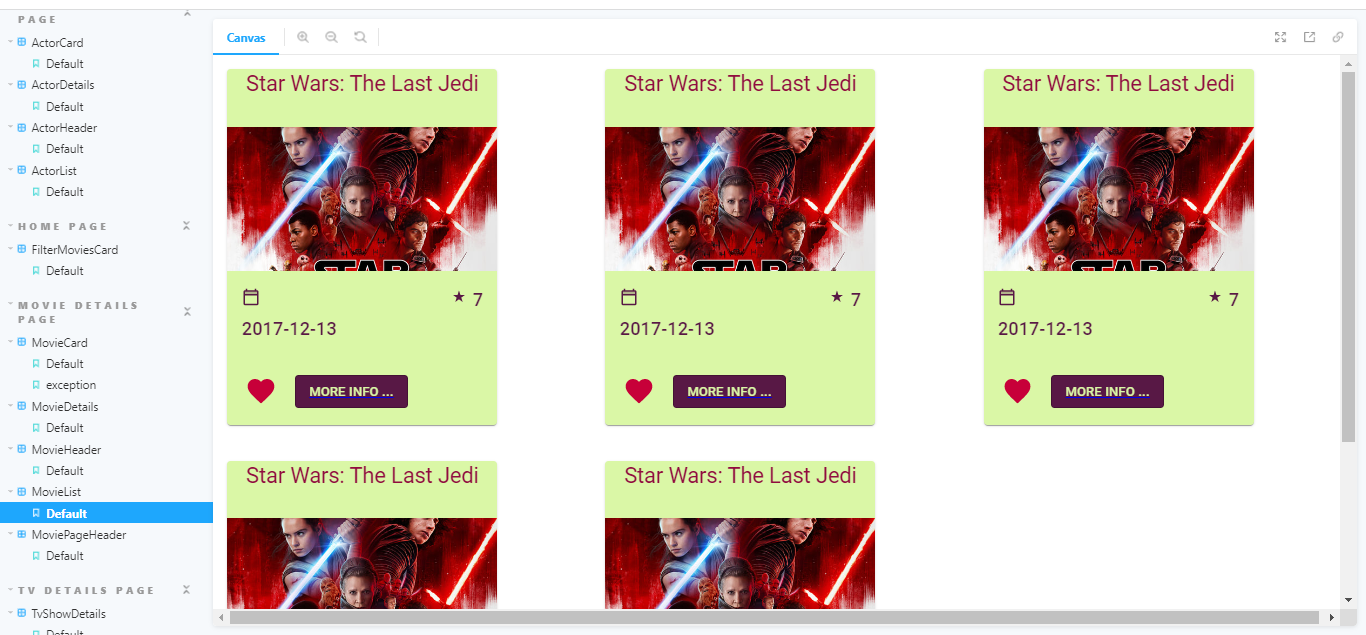 PAGE
ActorCard
Default
ActorDetails
Default
ActorHeader
Default
ActorList
Default
HOME PAGE
FilterMoviesCard
Default
MOVIE DETAILS
PAGE
MovieCard
Default
exception
MovieDetails
Default
MovieHeader
Default
MovieList
Default
MoviePageHeader
Default
TV DETAILS PAGE
TvShowDetails
Default
Canvas
Star Wars: The Last Jedi
STAR
7
2017-12-13
MORE INFO ...
Star Wars: The Last Jedi
STAR
7
2017-12-13
MORE INFO ...
Star Wars: The Last Jedi
STAR
7
2017-12-13
MORE INFO ...
Star Wars: The Last Jedi
Star Wars: The Last Jedi